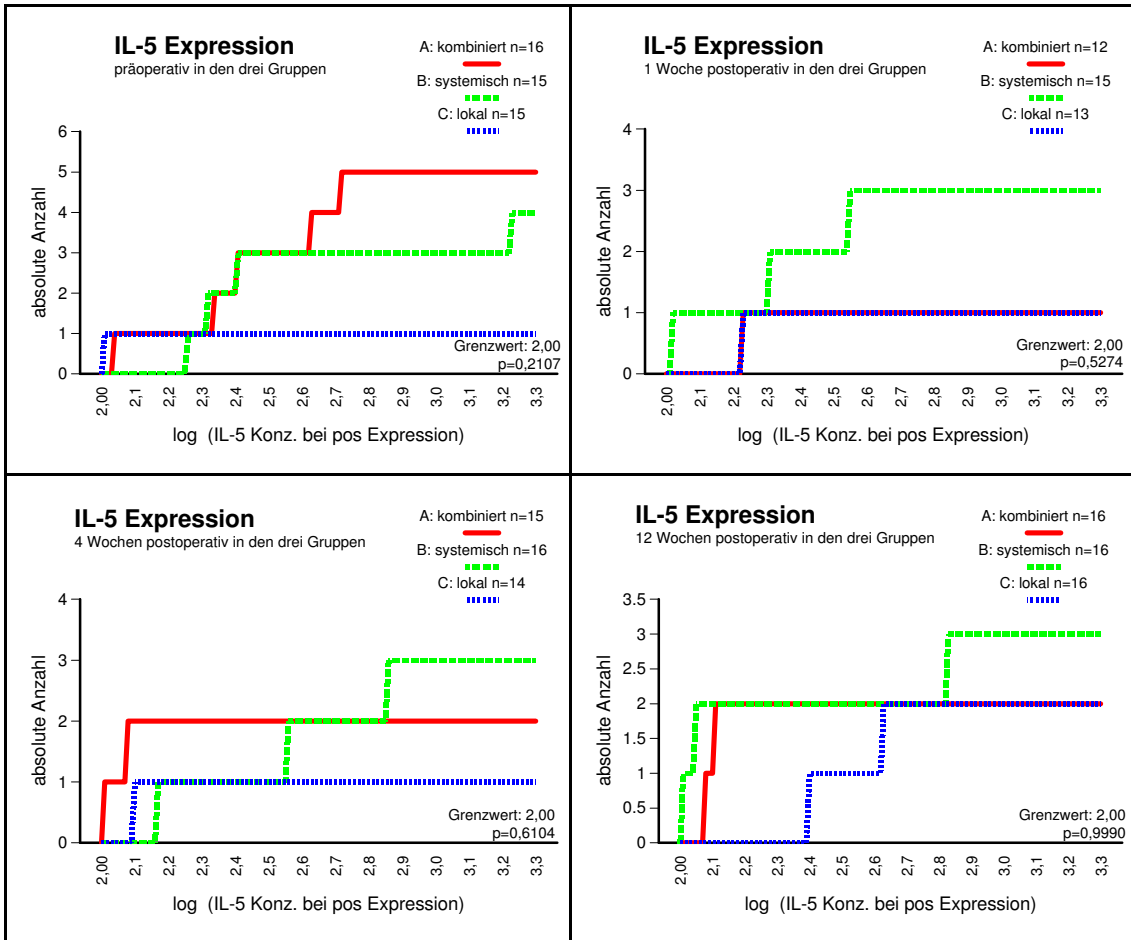 IL-5 Expression
präoperativ in den drei Gruppen
A: kombiniert n=16
B: systemisch n=15
C: lokal n=15
absolute Anzahl
6
5
4
3
2
1
0
Grenzwert: 2,00
p=0,2107
2,00 2,1 2,2 2,3 2,4 2,5 2,6 2,7 2,8 2,9 3,0 3,1 3,2 3,3
log (IL-5 Konz. bei pos Expression)
IL-5 Expression
1 Woche postoperativ in den drei Gruppen
A: kombiniert n=12
B: systemisch n=15
C: lokal n=13
absolute Anzahl
4
3
2
1
0
Grenzwert: 2,00
p=0,5274
2,00 2,1 2,2 2,3 2,4 2,5 2,6 2,7 2,8 2,9 3,0 3,1 3,2 3,3
log (IL-5 Konz. bei pos Expression)
IL-5 Expression
4 Wochen postoperativ in den drei Gruppen
A: kombiniert n=15
B: systemisch n=16
C: lokal n=14
absolute Anzahl
4
3
2
1
0
Grenzwert: 2,00
p=0,6104
2,00 2,1 2,2 2,3 2,4 2,5 2,6 2,7 2,8 2,9 3,0 3,1 3,2 3,3
log (IL-5 Konz. bei pos Expression)
IL-5 Expression
12 Wochen postoperativ in den drei Gruppen
A: kombiniert n=16
B: systemisch n=16
C: lokal n=16
absolute Anzahl
3.5
3
2.5
2
1.5
1
0.5
0
Grenzwert: 2,00
p=0,9990
2,00 2,1 2,2 2,3 2,4 2,5 2,6 2,7 2,8 2,9 3,0 3,1 3,2 3,3
log (IL-5 Konz. bei pos Expression)